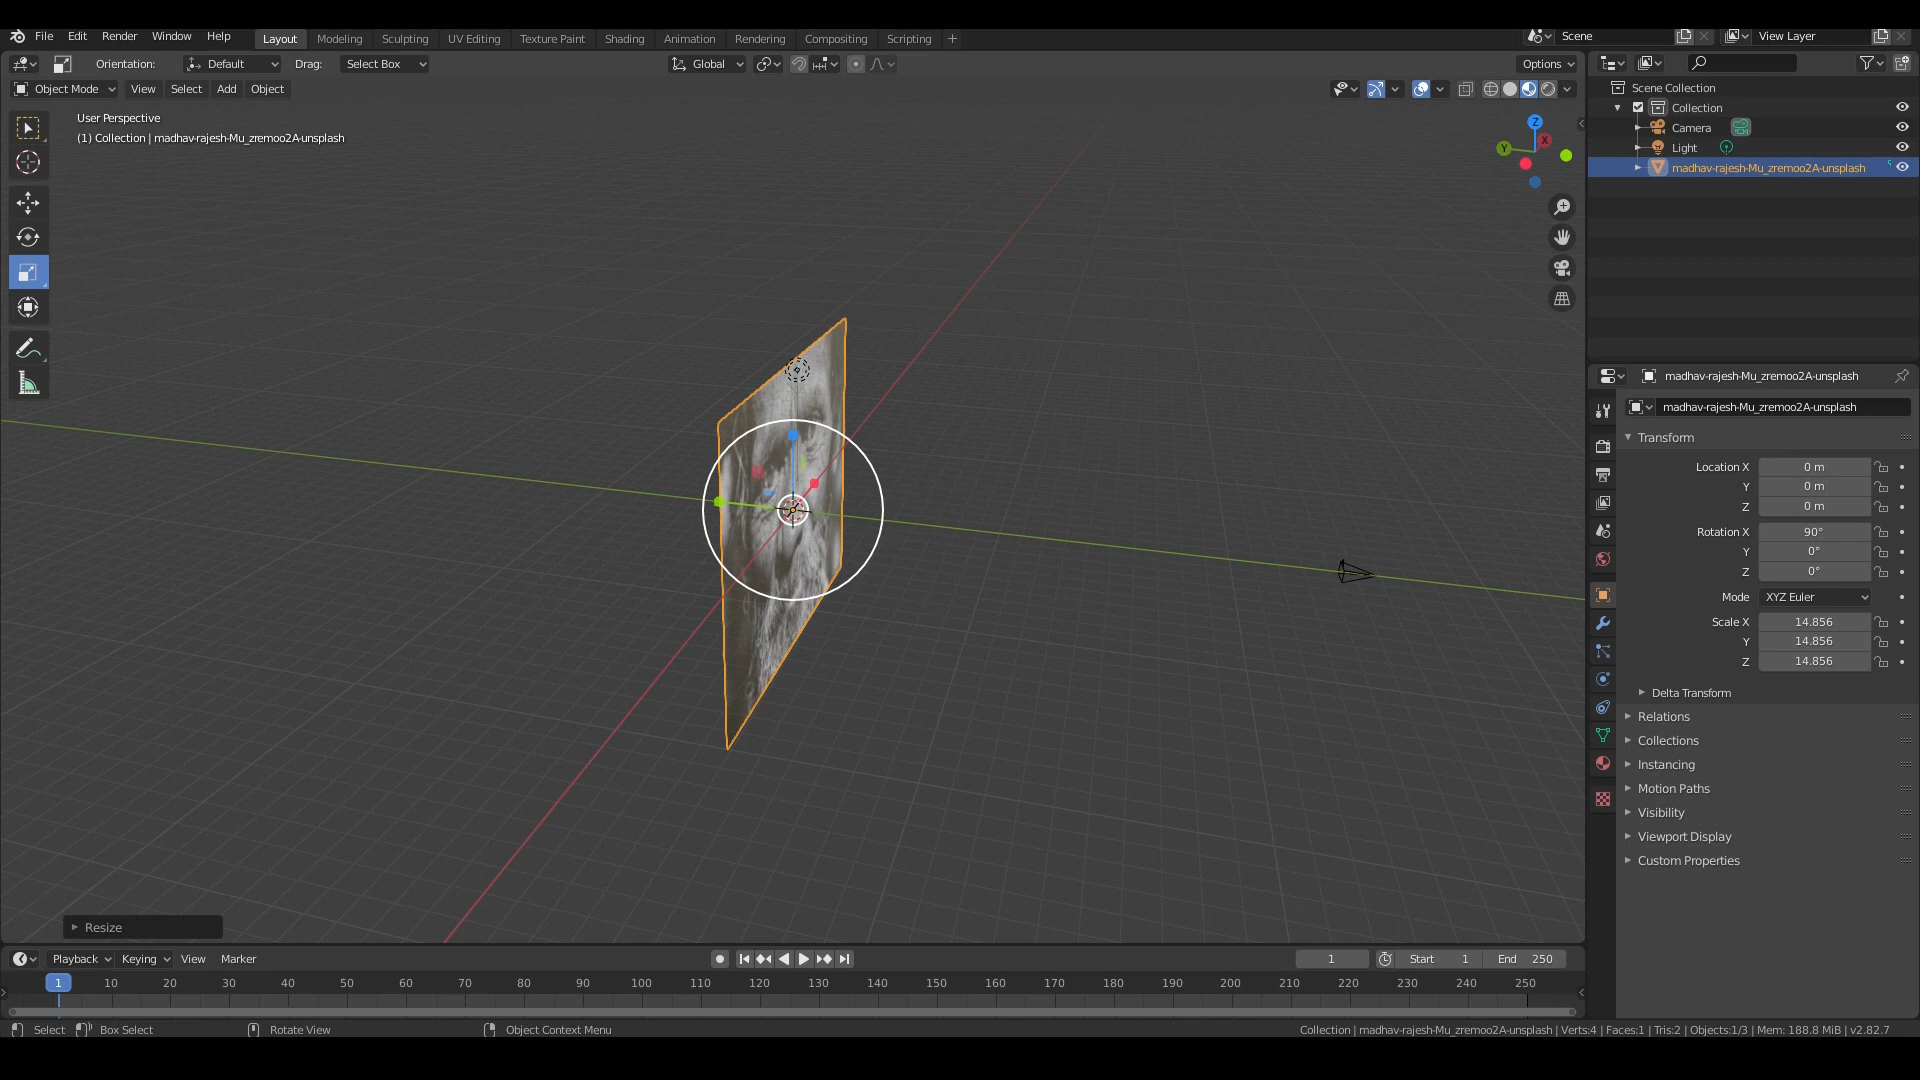 File Edit Render Window Help Layout Modeling Sculpting UV Editing Texture Paint Shading Animation Rendering Compositing Scripting + Scene View Layer
Orientation: Default Drag: Select Box Global Options
Object Mode View Select Add Object
User Perspective
(1) Collection | madhav-rajesh-Mu_zremoo2A-unsplash
Z
X
Y
Scene Collection
Collection
Camera
Light
madhav-rajesh-Mu_zremoo2A-unsplash
madhav-rajesh-Mu_zremoo2A-unsplash
madhav-rajesh-Mu_zremoo2A-unsplash
Transform
Location X 0 m
Y 0 m
Z 0 m
Rotation X 90°
Y 0°
Z 0°
Mode XYZ Euler
Scale X 14.856
Y 14.856
Z 14.856
Delta Transform
Relations
Collections
Instancing
Motion Paths
Visibility
Viewport Display
Custom Properties
Resize
Playback Keying View Marker 1 Start 1 End 250
1 10 20 30 40 50 60 70 80 90 100 110 120 130 140 150 160 170 180 190 200 210 220 230 240 250
Select Box Select Rotate View Object Context Menu Collection | madhav-rajesh-Mu_zremoo2A-unsplash | Verts:4 | Faces:1 | Tris:2 | Objects:1/3 | Mem: 188.8 MiB | v2.82.7